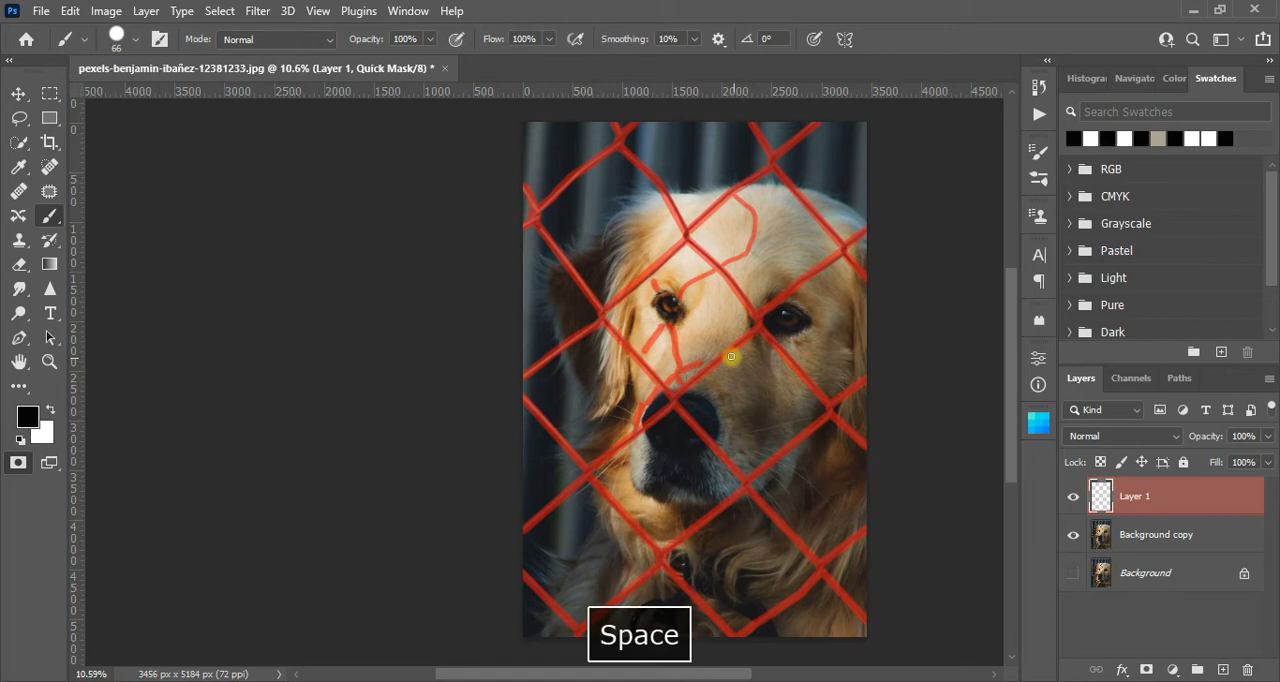 Ps File Edit Image Layer Type Select Filter 3D View Plugins Window Help
66 Mode: Normal Opacity: 100% Flow: 100% Smoothing: 10% 0°
pexels-benjamin-ibañez-12381233.jpg @ 10.6% (Layer 1, Quick Mask/8) *
500 4000 3500 3000 2500 2000 1500 1000 500 0 500 1000 1500 2000 2500 3000 3500 4000 4500
Histogra Navigato Color Swatches
Search Swatches
RGB
CMYK
Grayscale
Pastel
Light
Pure
Dark
Layers Channels Paths
Kind
Normal Opacity: 100%
Lock: Fill: 100%
Layer 1
Background copy
Background
Space
10.59% 3456 px x 5184 px (72 ppi)